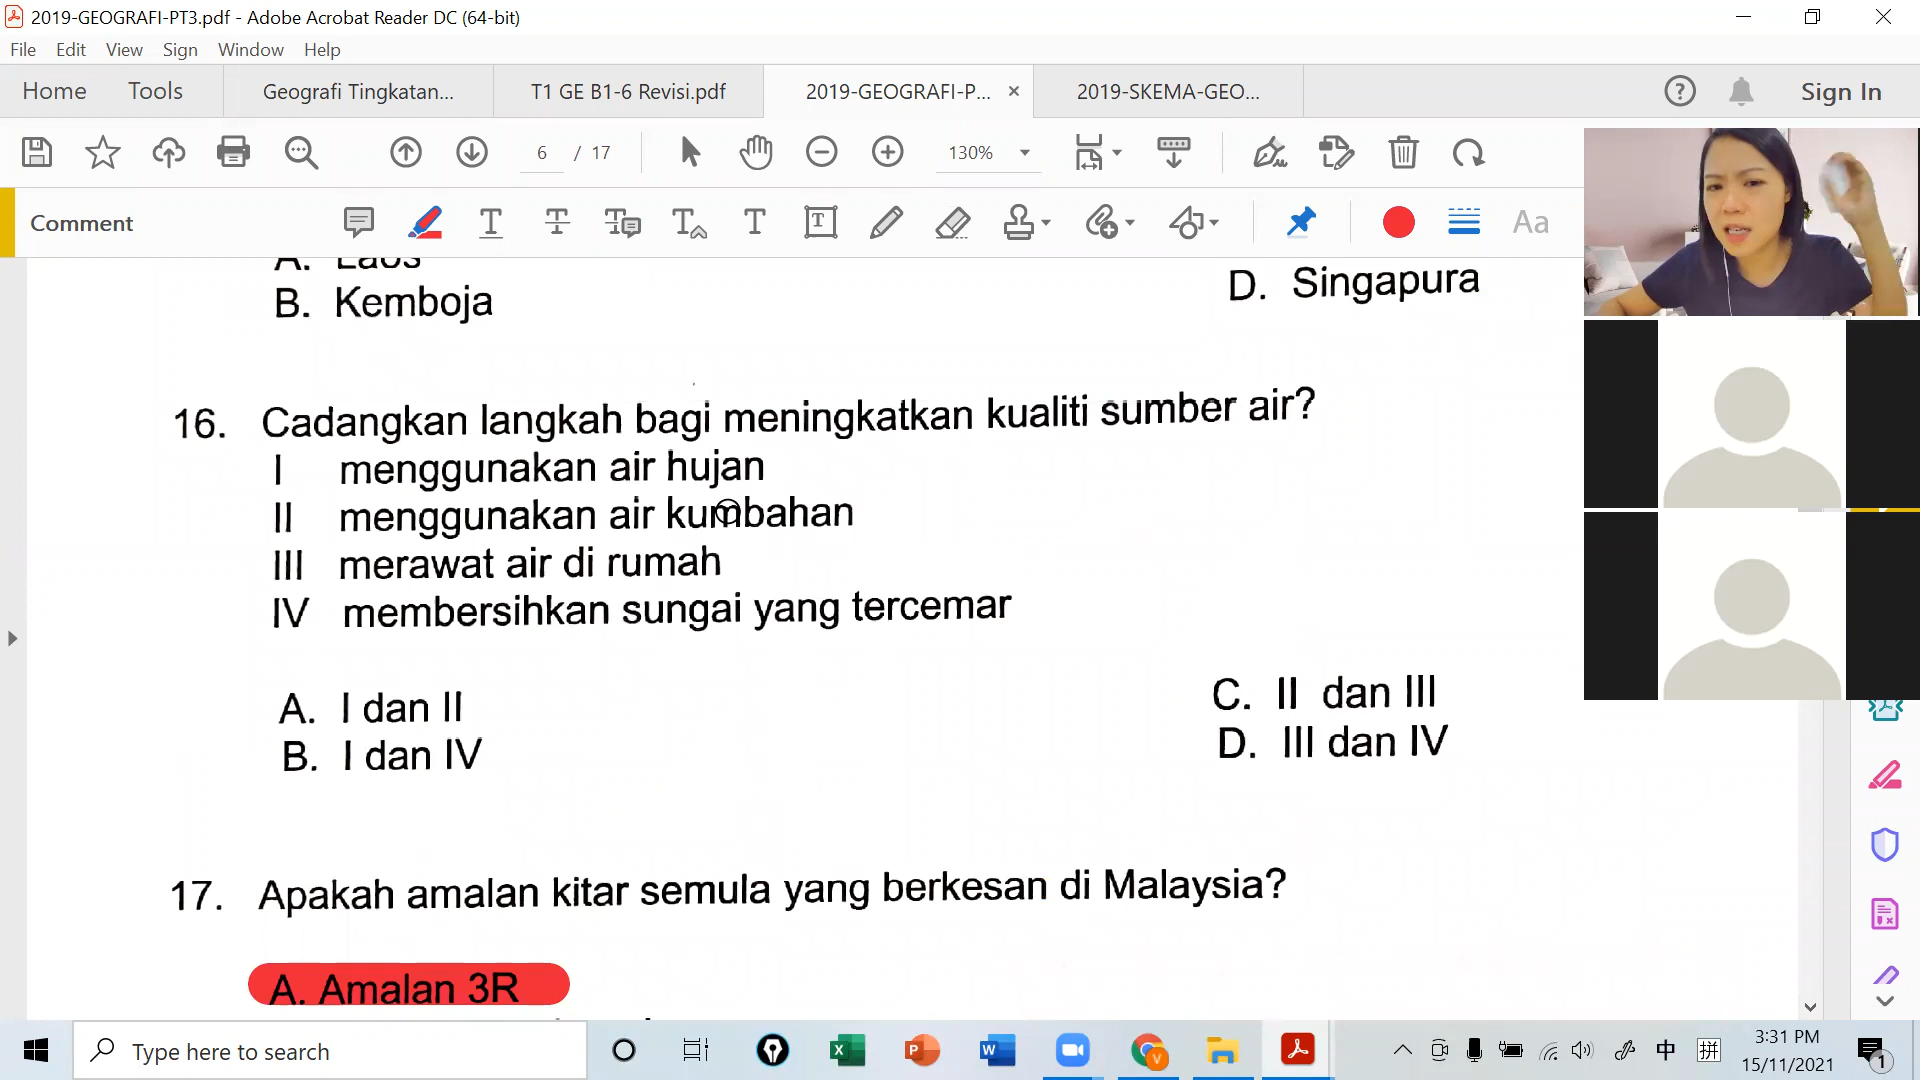 2019-GEOGRAFI-PT3.pdf - Adobe Acrobat Reader DC (64-bit)
File Edit View Sign Window Help
Home Tools Geografi Tingkatan... T1 GE B1-6 Revisi.pdf 2019-GEOGRAFI-P... × 2019-SKEMA-GEO... Sign In
6 / 17 130%
Comment
A. Laos
B. Kemboja
D. Singapura
16. Cadangkan langkah bagi meningkatkan kualiti sumber air?
I menggunakan air hujan
II menggunakan air kumbahan
III merawat air di rumah
IV membersihkan sungai yang tercemar
A. I dan II
B. I dan IV
C. II dan III
D. III dan IV
17. Apakah amalan kitar semula yang berkesan di Malaysia?
A. Amalan 3R
Type here to search
中 拼
3:31 PM
15/11/2021
1